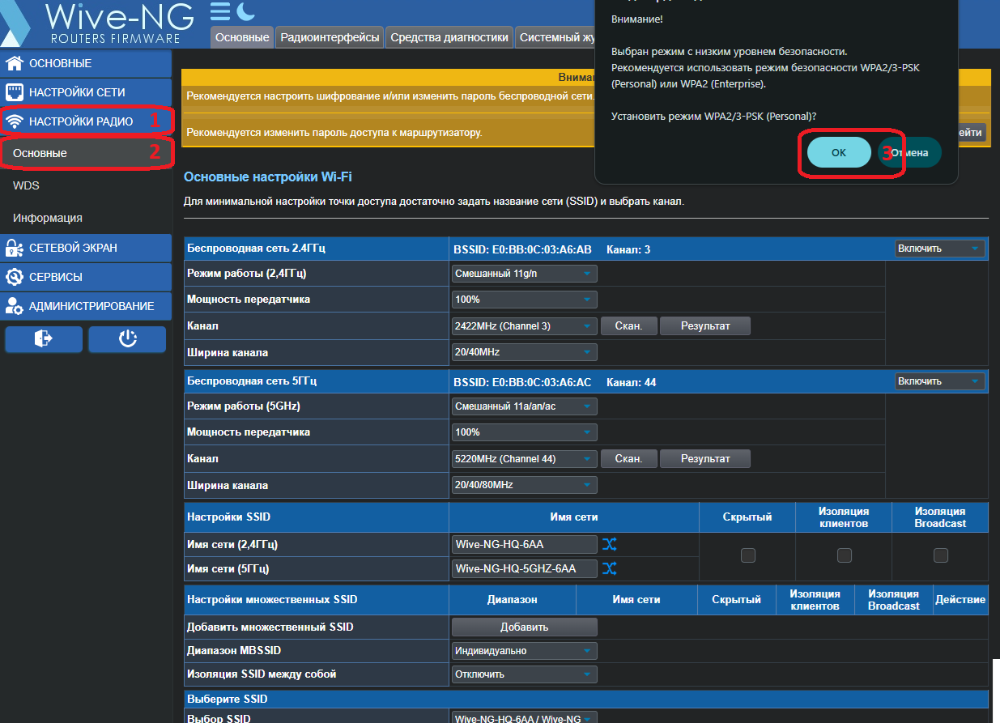 Wive-NG
ROUTERS FIRMWARE
Основные
Радиоинтерфейсы
Средства диагностики
Системный жу
Внимание!
Выбран режим с низким уровнем безопасности.
Рекомендуется использовать режим безопасности WPA2/3-PSK
(Personal) или WPA2 (Enterprise).
Установить режим WPA2/3-PSK (Personal)?
OK
3
Отмена
ОСНОВНЫЕ
НАСТРОЙКИ СЕТИ
НАСТРОЙКИ РАДИО 1
Основные 2
WDS
Информация
СЕТЕВОЙ ЭКРАН
СЕРВИСЫ
АДМИНИСТРИРОВАНИЕ
Внима
Рекомендуется настроить шифрование и/или изменить пароль беспроводной сети.
Рекомендуется изменить пароль доступа к маршрутизатору.
ейти
Основные настройки Wi-Fi
Для минимальной настройки точки доступа достаточно задать название сети (SSID) и выбрать канал.
Беспроводная сеть 2.4ГГц BSSID: E0:BB:0C:03:A6:AB Канал: 3 Включить
Режим работы (2,4ГГц) Смешанный 11g/n
Мощность передатчика 100%
Канал 2422MHz (Channel 3) Скан. Результат
Ширина канала 20/40MHz
Беспроводная сеть 5ГГц BSSID: E0:BB:0C:03:A6:AC Канал: 44 Включить
Режим работы (5GHz) Смешанный 11a/an/ac
Мощность передатчика 100%
Канал 5220MHz (Channel 44) Скан. Результат
Ширина канала 20/40/80MHz
Настройки SSID Имя сети Скрытый Изоляция клиентов Изоляция Broadcast
Имя сети (2,4ГГц) Wive-NG-HQ-6AA
Имя сети (5ГГц) Wive-NG-HQ-5GHZ-6AA
Настройки множественных SSID Диапазон Имя сети Скрытый Изоляция клиентов Изоляция Broadcast Действие
Добавить множественный SSID Добавить
Диапазон MBSSID Индивидуально
Изоляция SSID между собой Отключить
Выберите SSID
Выбор SSID Wive-NG-HQ-6AA / Wive-NG